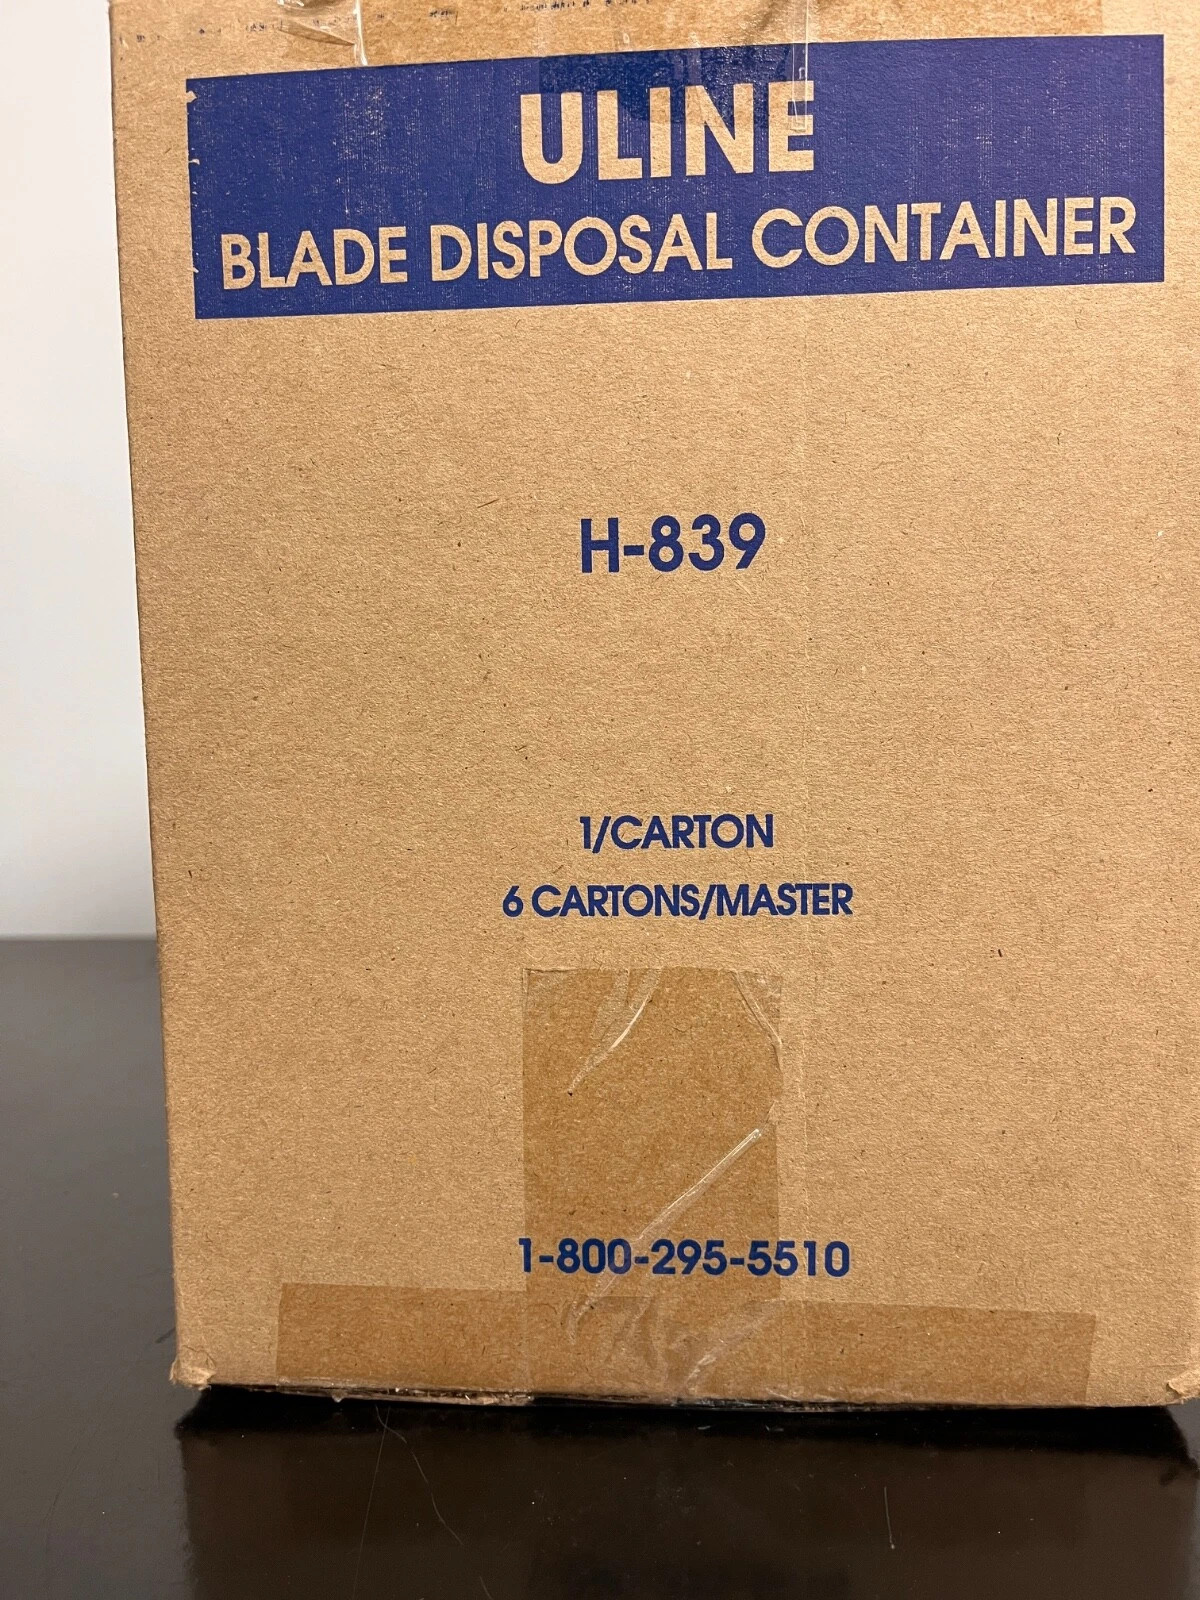 ULINE
BLADE DISPOSAL CONTAINER
H-839
1/CARTON
6 CARTONS/MASTER
1-800-295-5510